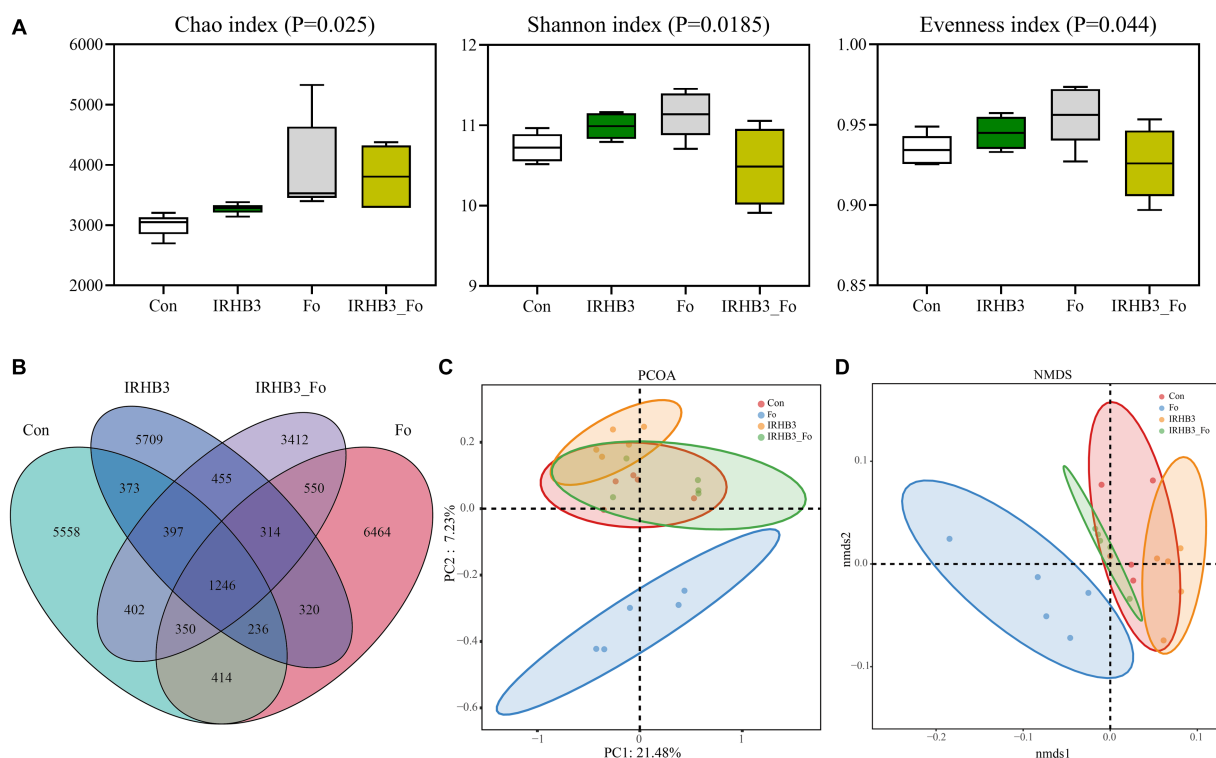 A
Chao index (P=0.025)
Shannon index (P=0.0185)
Evenness index (P=0.044)
6000
5000
4000
3000
2000
Con
IRHB3
Fo
IRHB3_Fo
12
11
10
9
Con
IRHB3
Fo
IRHB3_Fo
1.00
0.95
0.90
0.85
Con
IRHB3
Fo
IRHB3_Fo
B
Con
IRHB3
IRHB3_Fo
Fo
5709
3412
373
455
550
5558
397
314
6464
1246
402
320
350
236
414
C
PCOA
Con
Fo
IRHB3
IRHB3_Fo
PC2 : 7.23%
0.2
0.0
−0.2
−0.4
−0.6
−1
0
1
PC1: 21.48%
D
NMDS
Con
Fo
IRHB3
IRHB3_Fo
nmds2
0.1
0.0
−0.1
−0.2
−0.1
0.0
0.1
nmds1